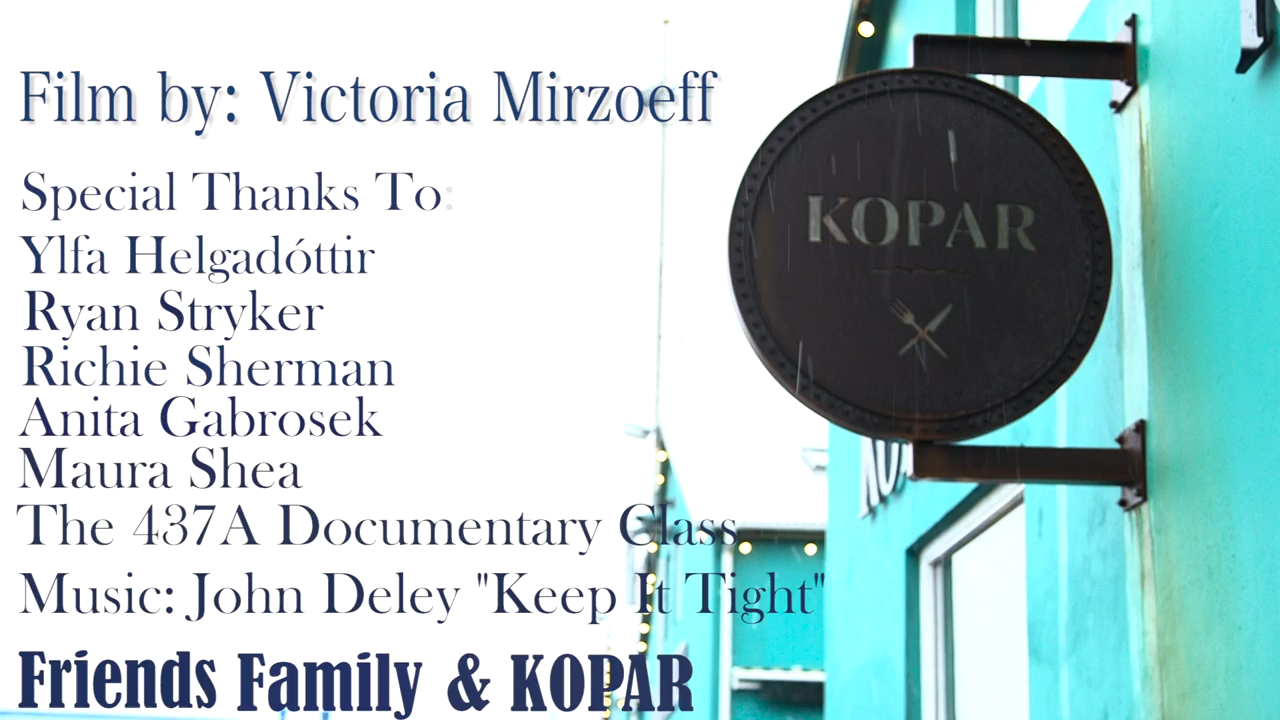 Film by: Victoria Mirzoeff
Special Thanks To:
Ylfa Helgadóttir
Ryan Stryker
Richie Sherman
Anita Gabrosek
Maura Shea
The 437A Documentary Class
Music: John Deley "Keep It Tight"
Friends Family & KOPAR
KOPAR